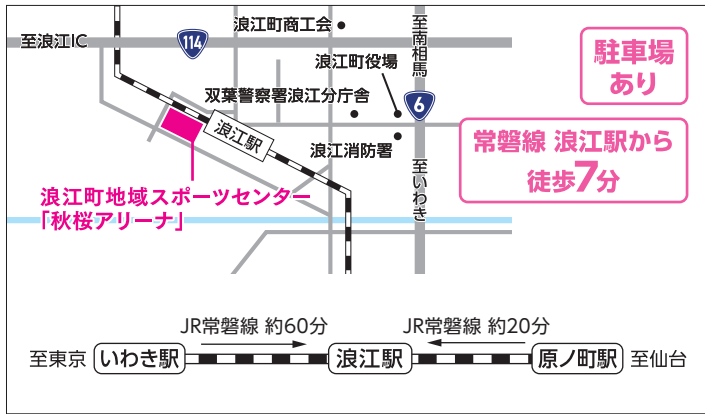 浪江町商工会
至南相馬
至浪江IC
114
浪江町役場
駐車場
あり
双葉警察署浪江分庁舎
6
浪江駅
浪江消防署
常磐線 浪江駅から
徒歩7分
至いわき
浪江町地域スポーツセンター
「秋桜アリーナ」
JR常磐線 約60分
JR常磐線 約20分
至東京
いわき駅
浪江駅
原ノ町駅
至仙台